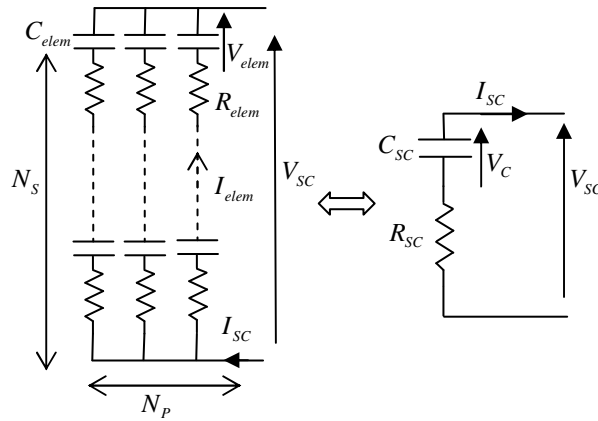 C_elem
V_elem
R_elem
N_S
I_elem
V_SC
I_SC
N_P
I_SC
C_SC
V_C
V_SC
R_SC